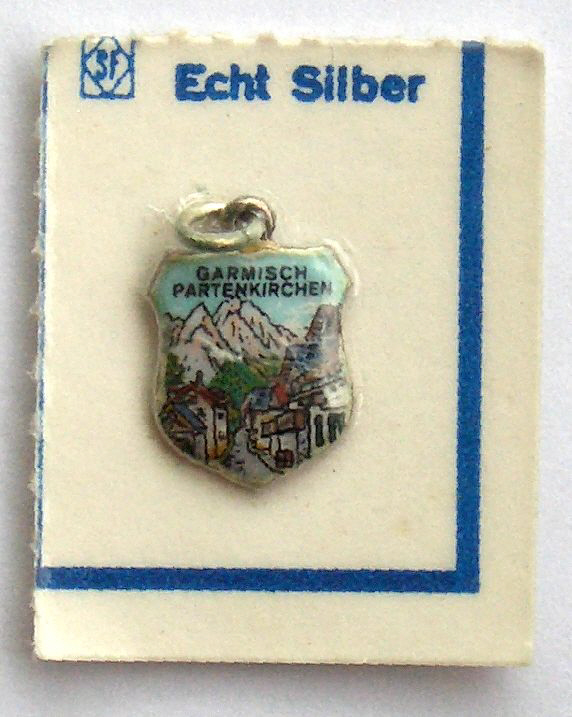 SF
Echt Silber
GARMISCH
PARTENKIRCHEN